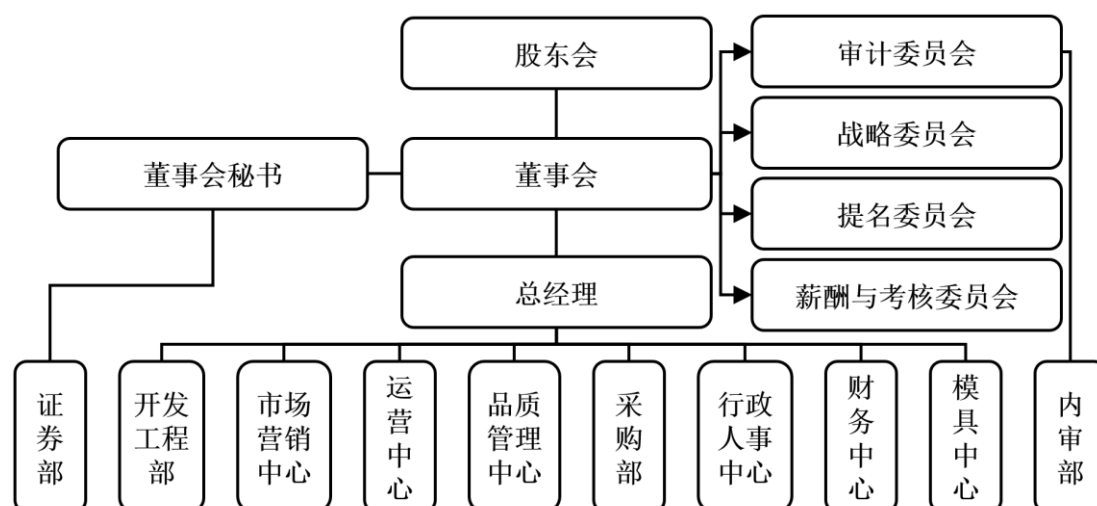 股东会
审计委员会
战略委员会
董事会秘书
董事会
提名委员会
总经理
薪酬与考核委员会
证
券
部
开发
工程
部
市场
营销
中心
运
营
中
心
品质
管理
中心
采
购
部
行政
人事
中心
财
务
中
心
模
具
中
心
内
审
部